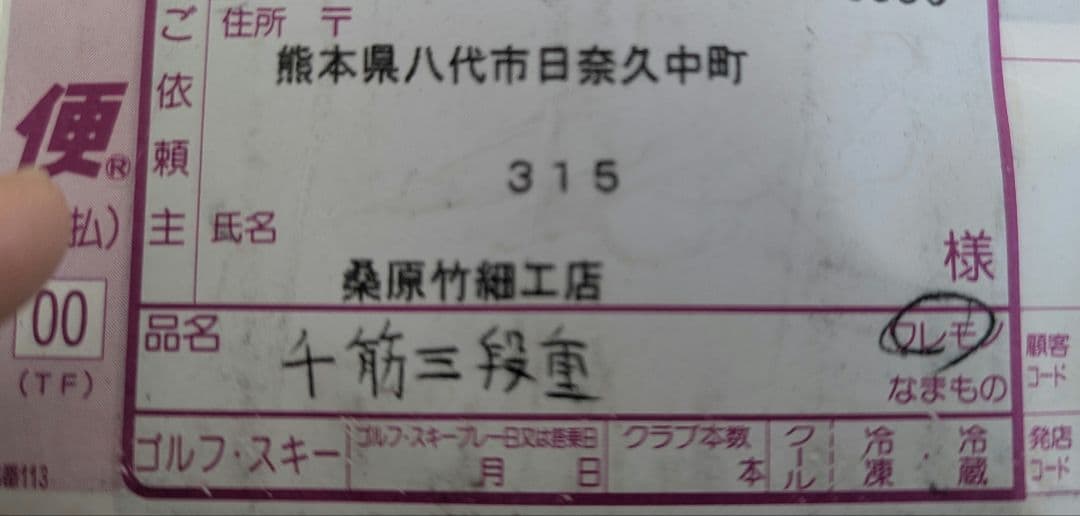 ご依頼主
住所 〒
熊本県八代市日奈久中町
315
氏名
桑原竹細工店
様
便®
払)
00
(TF)
品名
千筋三段重
ワレモノ
なまもの
顧客
コード
ゴルフ・スキー
ゴルフ・スキープレー日又は搭乗日
月 日
クラブ本数
本
クール
冷凍・冷蔵
発店
コード
番113